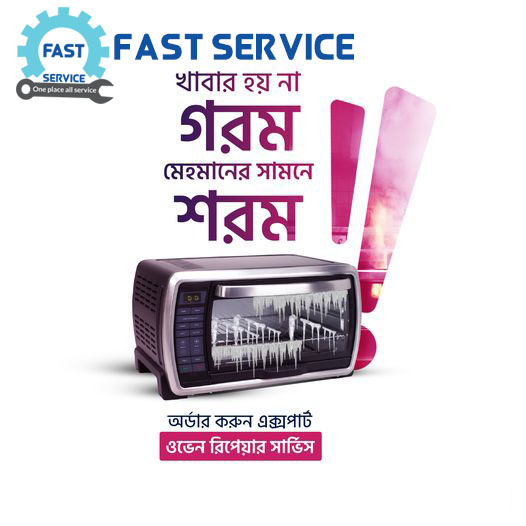 FAST
SERVICE
One place all service
FAST SERVICE
খাবার হয় না
গরম
মেহমানের সামনে
শরম
অর্ডার করুন এক্সপার্ট
ওভেন রিপেয়ার সার্ভিস